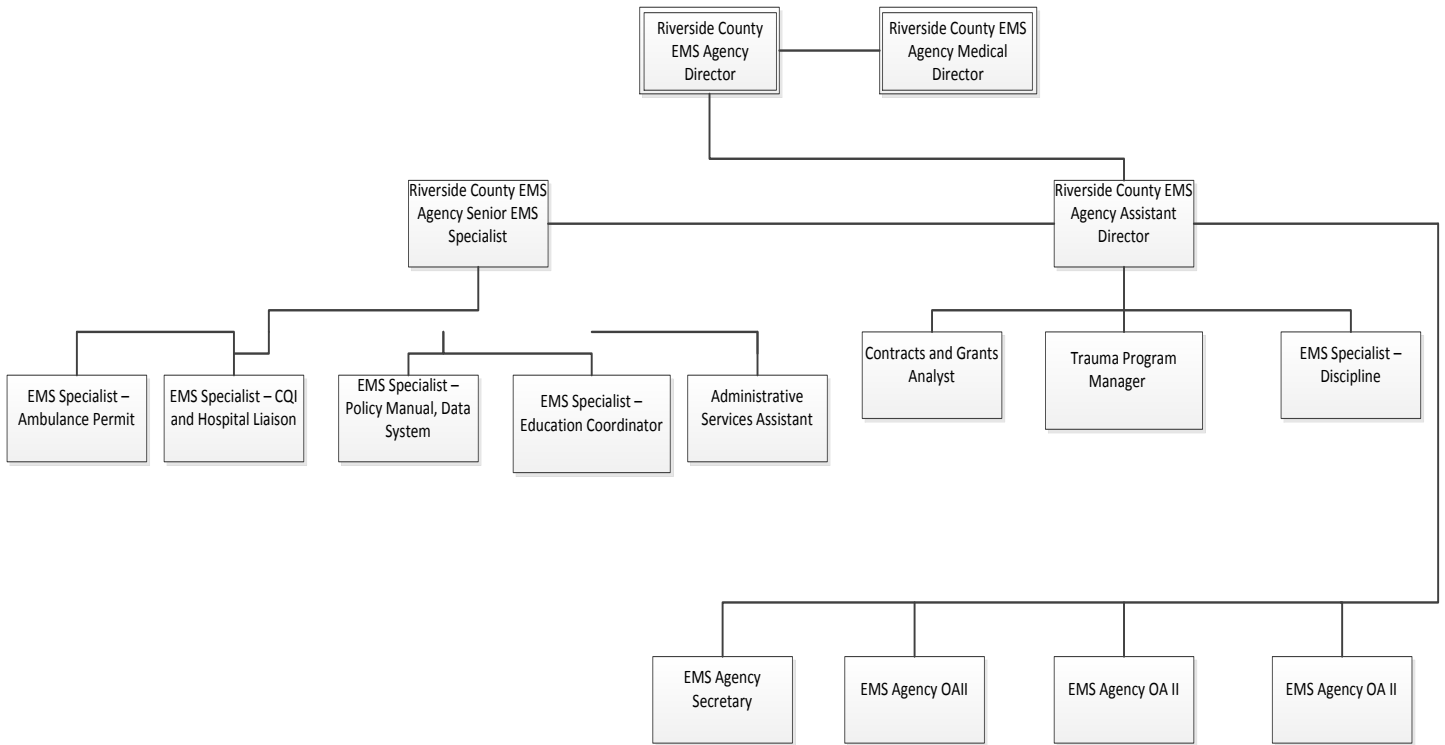 Riverside County
EMS Agency
Director
Riverside County EMS
Agency Medical
Director
Riverside County EMS
Agency Senior EMS
Specialist
Riverside County EMS
Agency Assistant
Director
EMS Specialist –
Ambulance Permit
EMS Specialist – CQI
and Hospital Liaison
EMS Specialist –
Policy Manual, Data
System
EMS Specialist –
Education Coordinator
Administrative
Services Assistant
Contracts and Grants
Analyst
Trauma Program
Manager
EMS Specialist –
Discipline
EMS Agency
Secretary
EMS Agency OAII
EMS Agency OA II
EMS Agency OA II